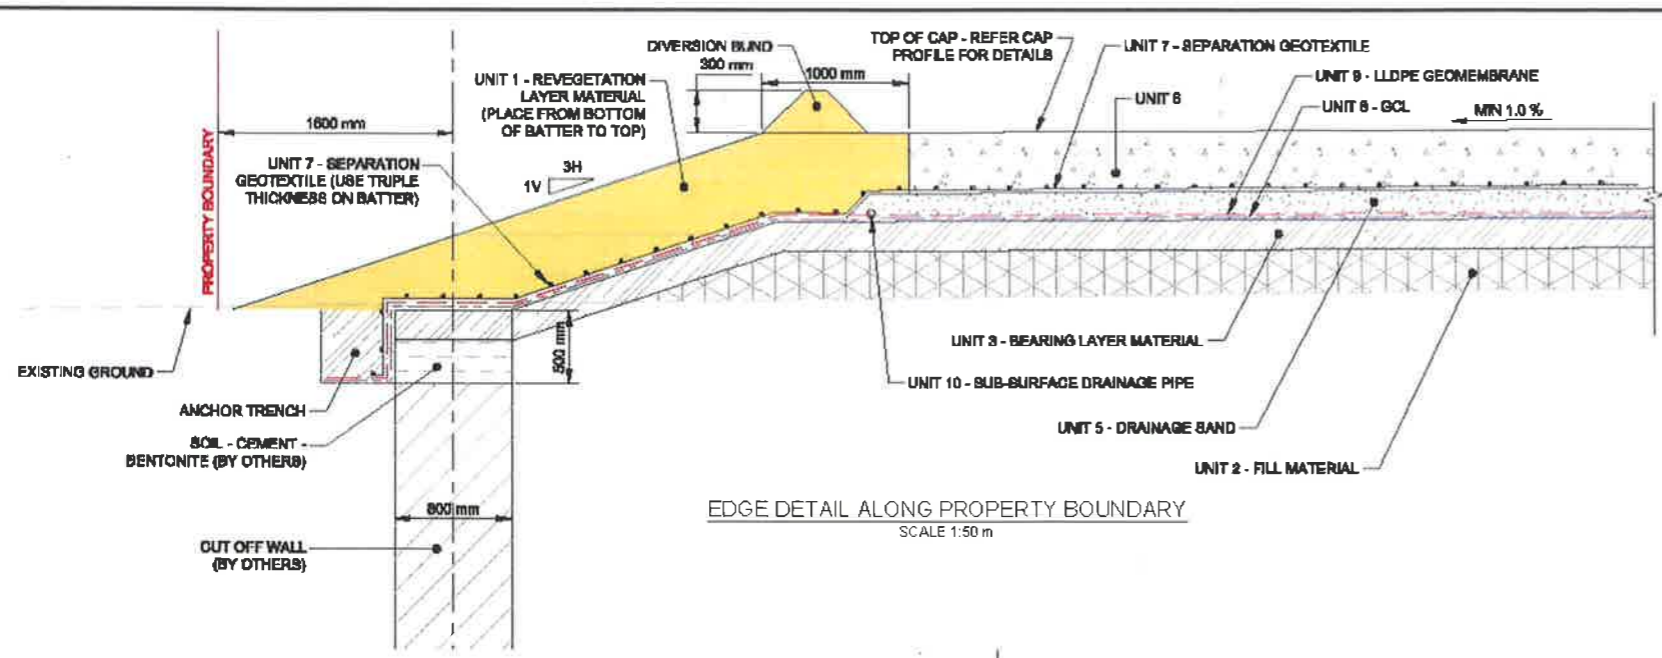 DIVERSION BUND
300 mm
1000 mm
TOP OF CAP - REFER CAP
PROFILE FOR DETAILS
UNIT 7 - SEPARATION GEOTEXTILE
UNIT 9 - LLDPE GEOMEMBRANE
UNIT 6
UNIT 8 - GCL
MIN 1.0 %
UNIT 1 - REVEGETATION
LAYER MATERIAL
(PLACE FROM BOTTOM
OF BATTER TO TOP)
1600 mm
PROPERTY BOUNDARY
UNIT 7 - SEPARATION
GEOTEXTILE (USE TRIPLE
THICKNESS ON BATTER)
3H
1V
EXISTING GROUND
500 mm
UNIT 3 - BEARING LAYER MATERIAL
UNIT 10 - SUB-SURFACE DRAINAGE PIPE
ANCHOR TRENCH
UNIT 5 - DRAINAGE SAND
SOIL - CEMENT -
BENTONITE (BY OTHERS)
UNIT 2 - FILL MATERIAL
800 mm
EDGE DETAIL ALONG PROPERTY BOUNDARY
SCALE 1:50 m
CUT OFF WALL
(BY OTHERS)